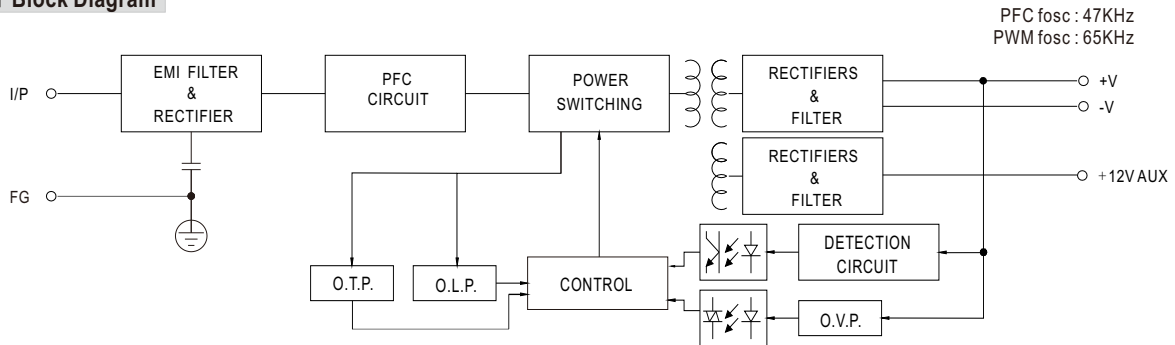 Block Diagram
PFC fosc : 47KHz
PWM fosc : 65KHz
I/P
EMI FILTER
&
RECTIFIER
PFC
CIRCUIT
POWER
SWITCHING
RECTIFIERS
&
FILTER
+V
-V
RECTIFIERS
&
FILTER
+12V AUX
FG
DETECTION
CIRCUIT
O.T.P.
O.L.P.
CONTROL
O.V.P.